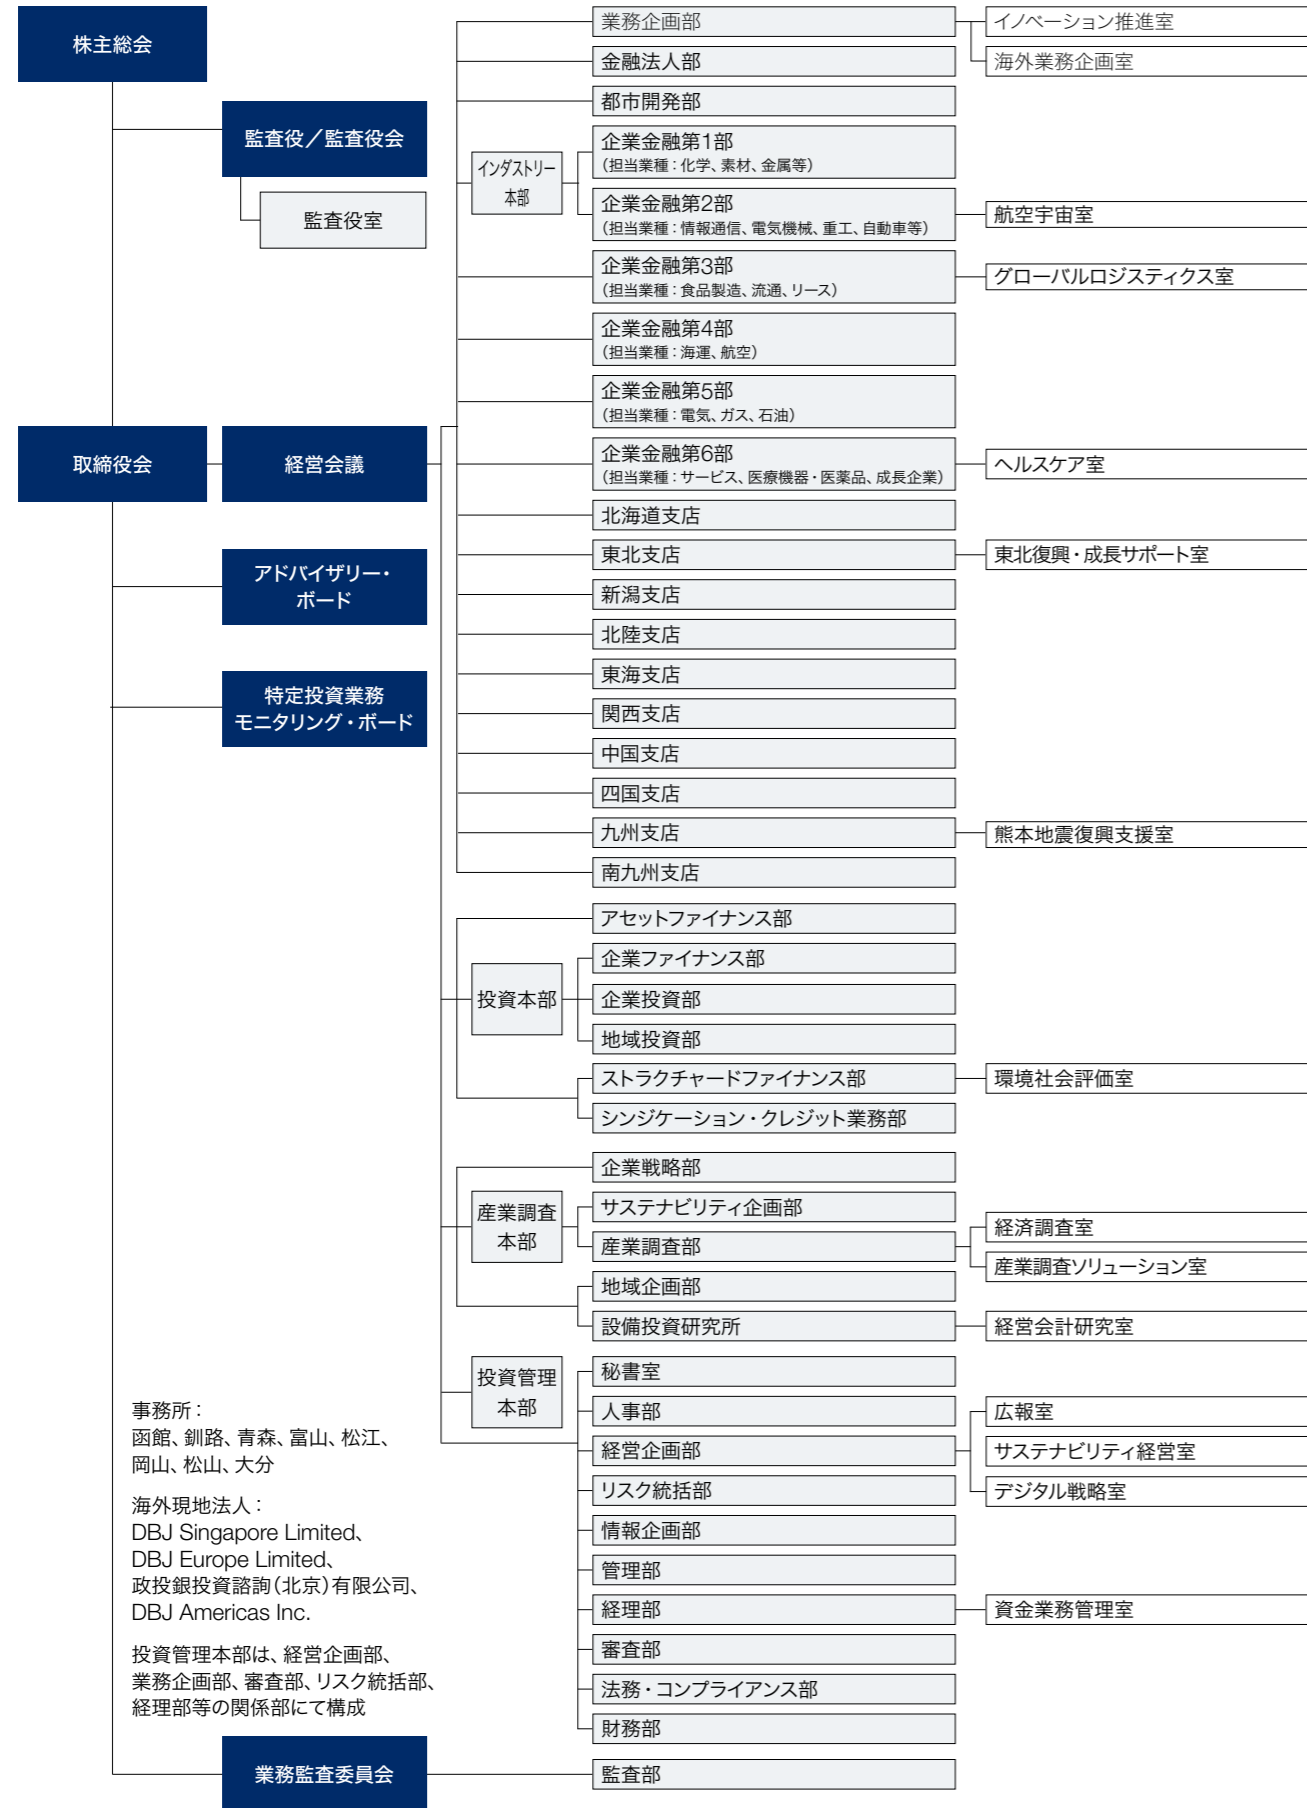 株主総会
監査役／監査役会
監査役室
取締役会
経営会議
アドバイザリー・
ボード
特定投資業務
モニタリング・ボード
業務企画部
イノベーション推進室
海外業務企画室
金融法人部
都市開発部
インダストリー
本部
企業金融第1部
（担当業種：化学、素材、金属等）
企業金融第2部
（担当業種：情報通信、電気機械、重工、自動車等）
航空宇宙室
企業金融第3部
（担当業種：食品製造、流通、リース）
グローバルロジスティクス室
企業金融第4部
（担当業種：海運、航空）
企業金融第5部
（担当業種：電気、ガス、石油）
企業金融第6部
（担当業種：サービス、医療機器・医薬品、成長企業）
ヘルスケア室
北海道支店
東北支店
東北復興・成長サポート室
新潟支店
北陸支店
東海支店
関西支店
中国支店
四国支店
九州支店
熊本地震復興支援室
南九州支店
アセットファイナンス部
投資本部
企業ファイナンス部
企業投資部
地域投資部
ストラクチャードファイナンス部
環境社会評価室
シンジケーション・クレジット業務部
企業戦略部
産業調査
本部
サステナビリティ企画部
産業調査部
経済調査室
産業調査ソリューション室
地域企画部
設備投資研究所
経営会計研究室
投資管理
本部
秘書室
人事部
経営企画部
広報室
サステナビリティ経営室
デジタル戦略室
リスク統括部
情報企画部
管理部
経理部
資金業務管理室
審査部
法務・コンプライアンス部
財務部
事務所：
函館、釧路、青森、富山、松江、
岡山、松山、大分
海外現地法人：
DBJ Singapore Limited、
DBJ Europe Limited、
政投銀投資諮詢（北京）有限公司、
DBJ Americas Inc.
投資管理本部は、経営企画部、
業務企画部、審査部、リスク統括部、
経理部等の関係部にて構成
業務監査委員会
監査部